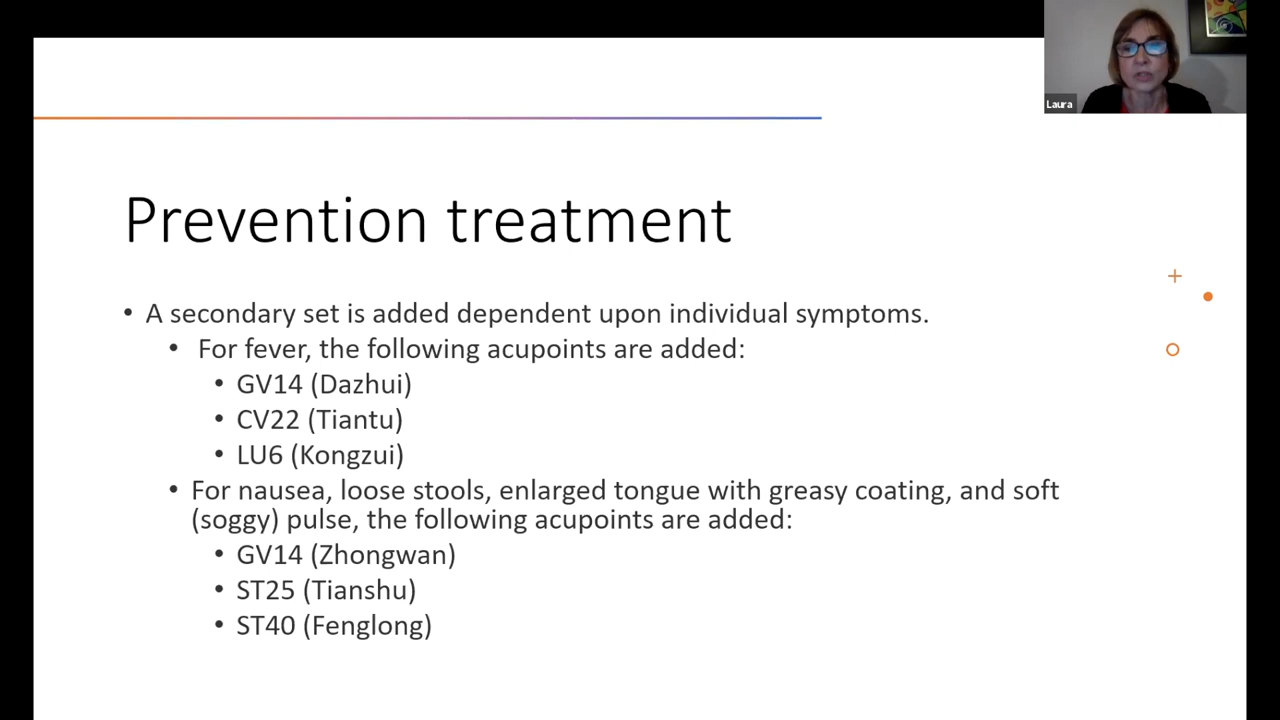 Laura
Prevention treatment
• A secondary set is added dependent upon individual symptoms.
• For fever, the following acupoints are added:
• GV14 (Dazhui)
• CV22 (Tiantu)
• LU6 (Kongzui)
• For nausea, loose stools, enlarged tongue with greasy coating, and soft
(soggy) pulse, the following acupoints are added:
• GV14 (Zhongwan)
• ST25 (Tianshu)
• ST40 (Fenglong)